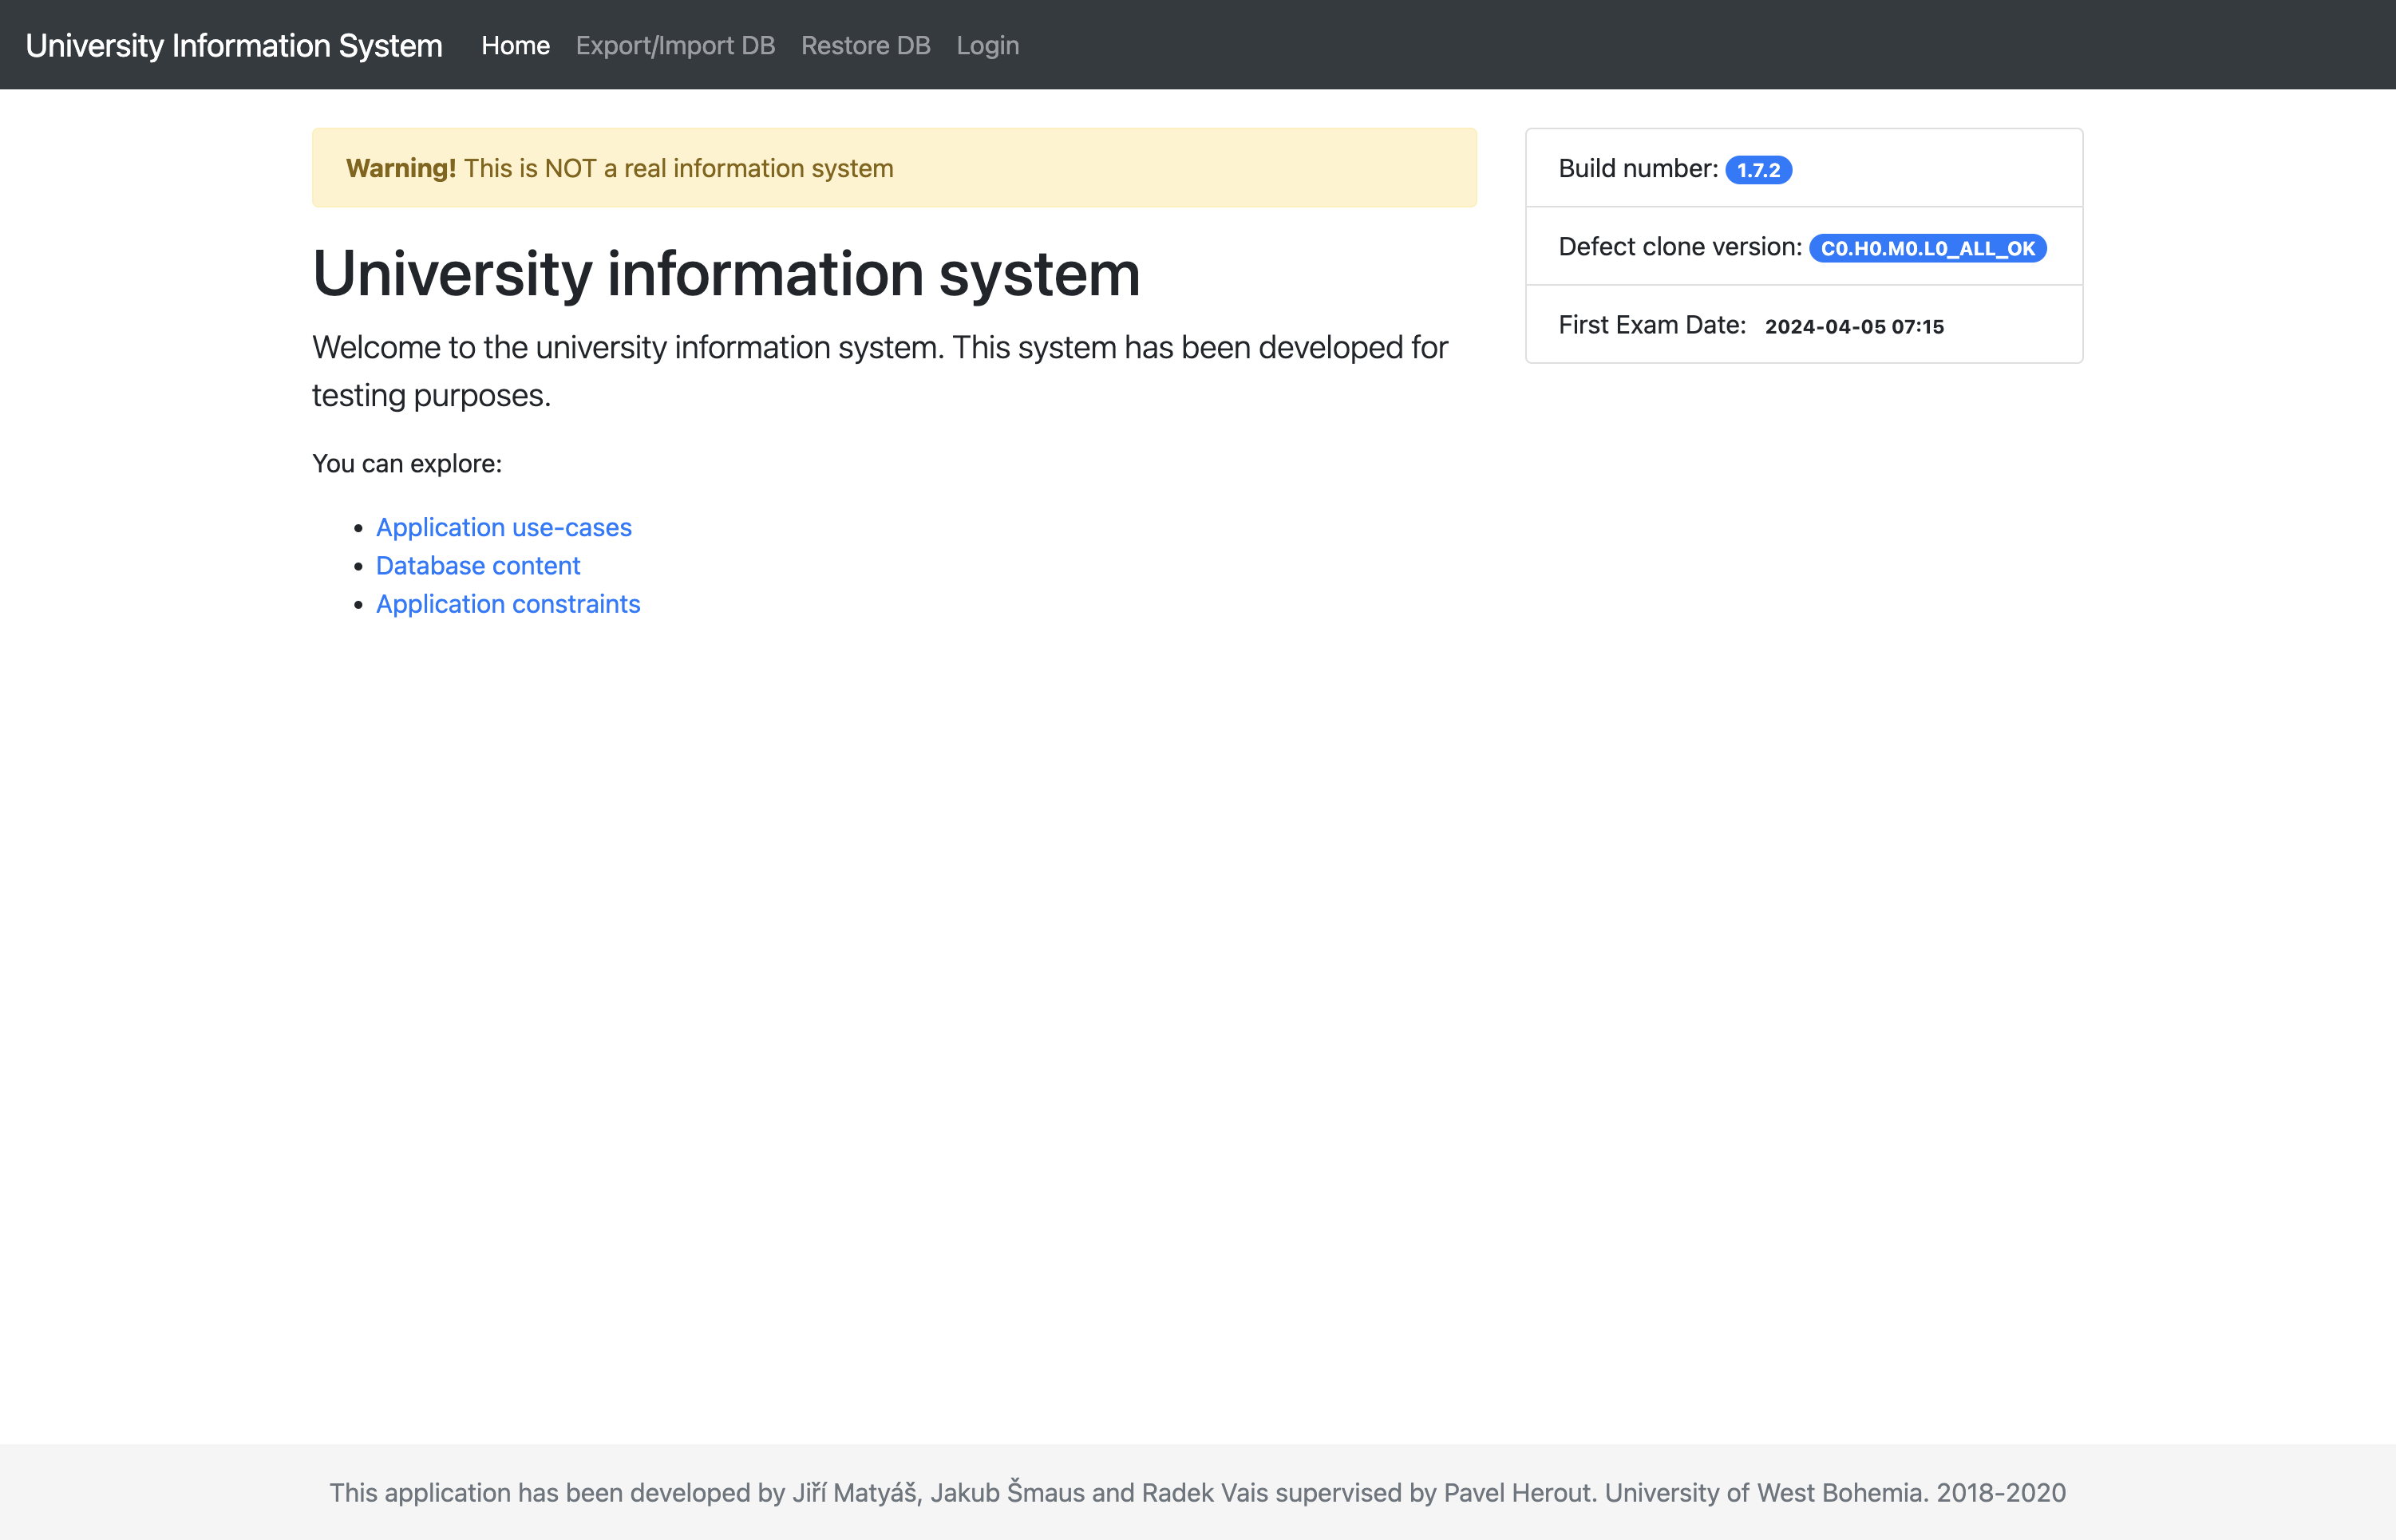 University Information System Home Export/Import DB Restore DB Login
Warning! This is NOT a real information system
University information system
Welcome to the university information system. This system has been developed for
testing purposes.
You can explore:
Application use-cases
Database content
Application constraints
Build number: 1.7.2
Defect clone version: C0.H0.M0.L0_ALL_OK
First Exam Date: 2024-04-05 07:15
This application has been developed by Jiří Matyáš, Jakub Šmaus and Radek Vais supervised by Pavel Herout. University of West Bohemia. 2018-2020